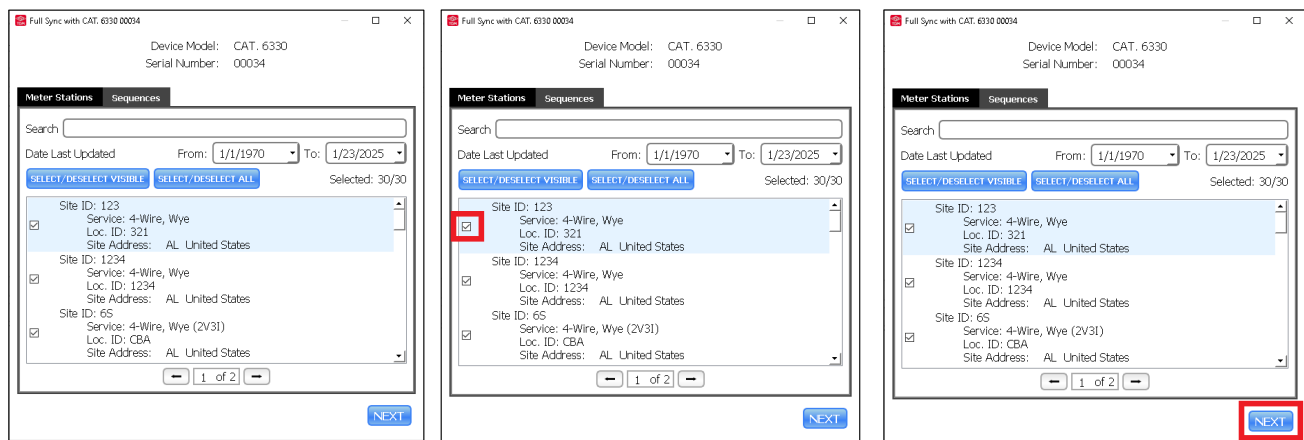 Full Sync with CAT. 6330 00034
Device Model: CAT. 6330
Serial Number: 00034
Meter Stations Sequences
Search
Date Last Updated From: 1/1/1970 To: 1/23/2025
SELECT/DESELECT VISIBLE SELECT/DESELECT ALL Selected: 30/30
Site ID: 123
Service: 4-Wire, Wye
Loc. ID: 321
Site Address: AL United States
Site ID: 1234
Service: 4-Wire, Wye
Loc. ID: 1234
Site Address: AL United States
Site ID: 6S
Service: 4-Wire, Wye (2V3I)
Loc. ID: CBA
Site Address: AL United States
1 of 2
NEXT
Full Sync with CAT. 6330 00034
Device Model: CAT. 6330
Serial Number: 00034
Meter Stations Sequences
Search
Date Last Updated From: 1/1/1970 To: 1/23/2025
SELECT/DESELECT VISIBLE SELECT/DESELECT ALL Selected: 30/30
Site ID: 123
Service: 4-Wire, Wye
Loc. ID: 321
Site Address: AL United States
Site ID: 1234
Service: 4-Wire, Wye
Loc. ID: 1234
Site Address: AL United States
Site ID: 6S
Service: 4-Wire, Wye (2V3I)
Loc. ID: CBA
Site Address: AL United States
1 of 2
NEXT
Full Sync with CAT. 6330 00034
Device Model: CAT. 6330
Serial Number: 00034
Meter Stations Sequences
Search
Date Last Updated From: 1/1/1970 To: 1/23/2025
SELECT/DESELECT VISIBLE SELECT/DESELECT ALL Selected: 30/30
Site ID: 123
Service: 4-Wire, Wye
Loc. ID: 321
Site Address: AL United States
Site ID: 1234
Service: 4-Wire, Wye
Loc. ID: 1234
Site Address: AL United States
Site ID: 6S
Service: 4-Wire, Wye (2V3I)
Loc. ID: CBA
Site Address: AL United States
1 of 2
NEXT